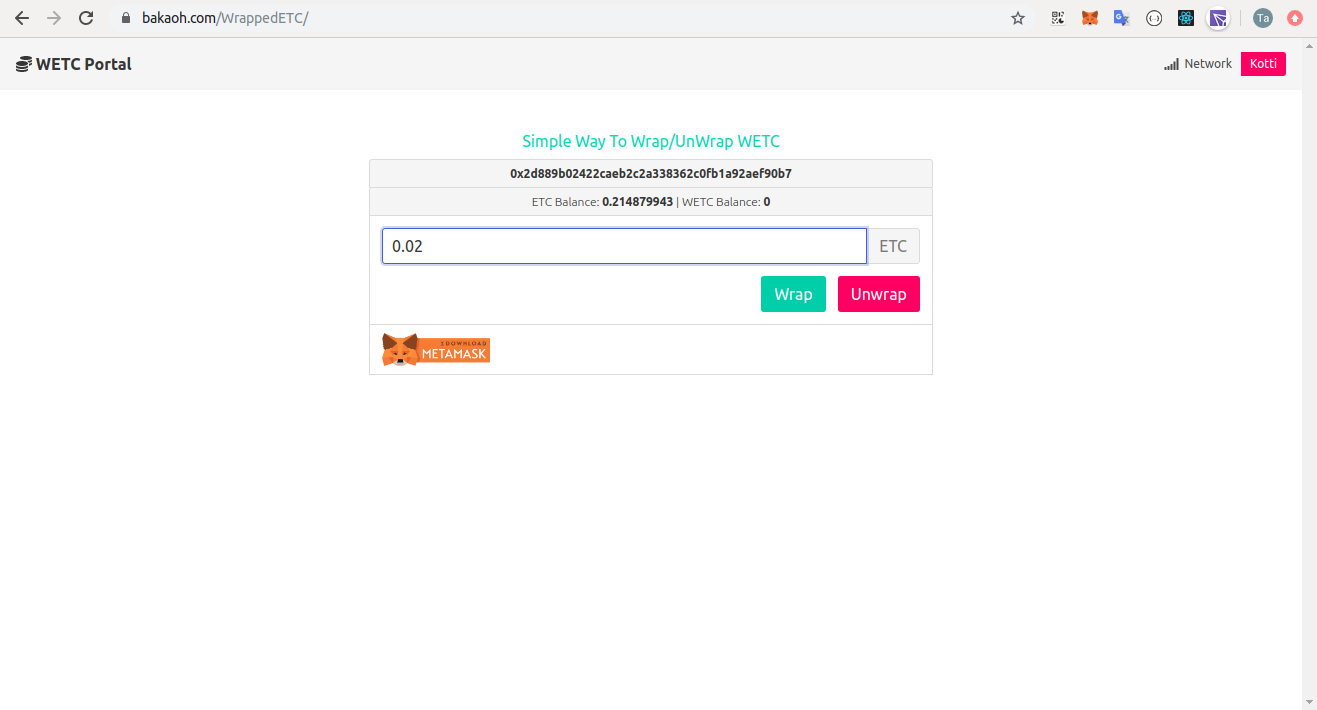 bakaoh.com/WrappedETC/
Ta
WETC Portal
Network Kotti
Simple Way To Wrap/UnWrap WETC
0x2d889b02422caeb2c2a338362c0fb1a92aef90b7
ETC Balance: 0.214879943 | WETC Balance: 0
0.02 ETC
Wrap Unwrap
DOWNLOAD
METAMASK